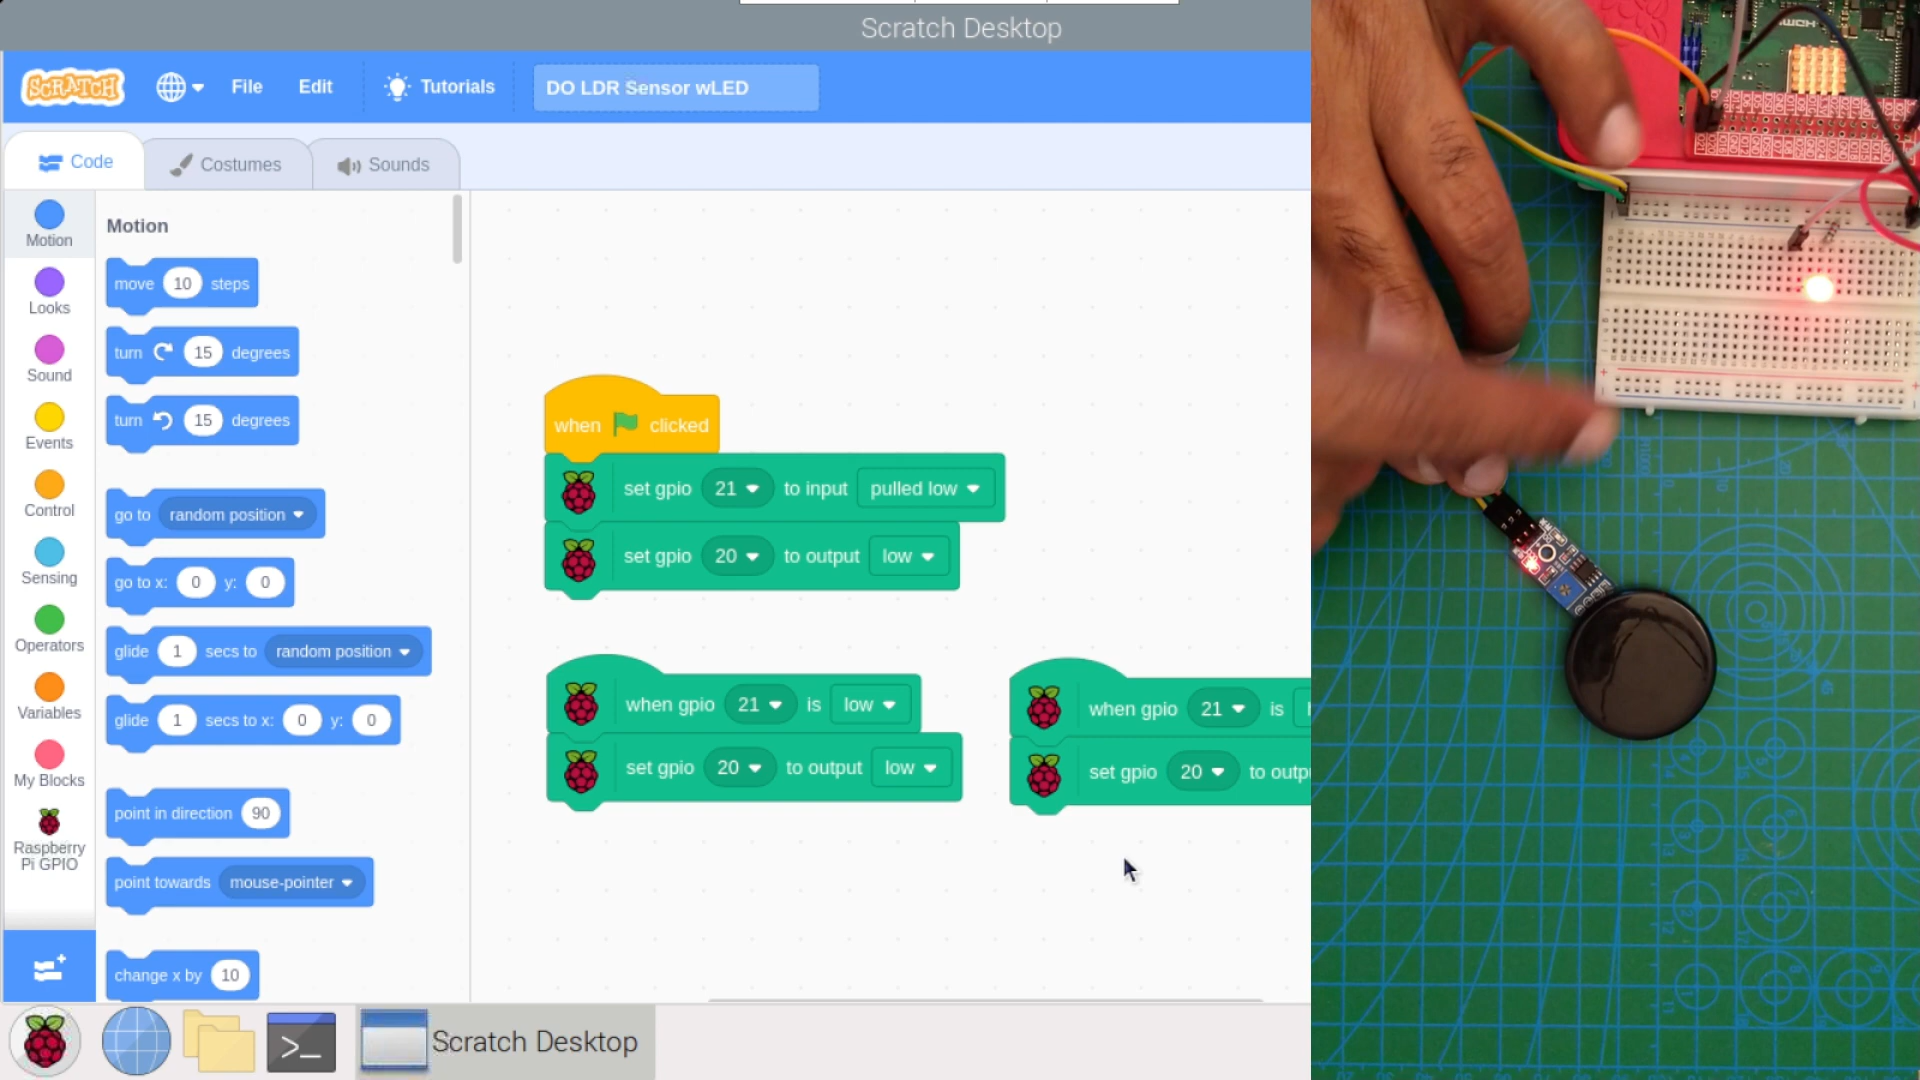 Scratch Desktop
SCRATCH
File
Edit
Tutorials
DO LDR Sensor wLED
Code
Costumes
Sounds
Motion
Looks
Sound
Events
Control
Sensing
Operators
Variables
My Blocks
Raspberry
Pi GPIO
Motion
move 10 steps
turn 15 degrees
turn 15 degrees
go to random position
go to x: 0 y: 0
glide 1 secs to random position
glide 1 secs to x: 0 y: 0
point in direction 90
point towards mouse-pointer
change x by 10
when clicked
set gpio 21 to input pulled low
set gpio 20 to output low
when gpio 21 is low
set gpio 20 to output low
when gpio 21 is
set gpio 20 to outp
>_ Scratch Desktop
HDMI